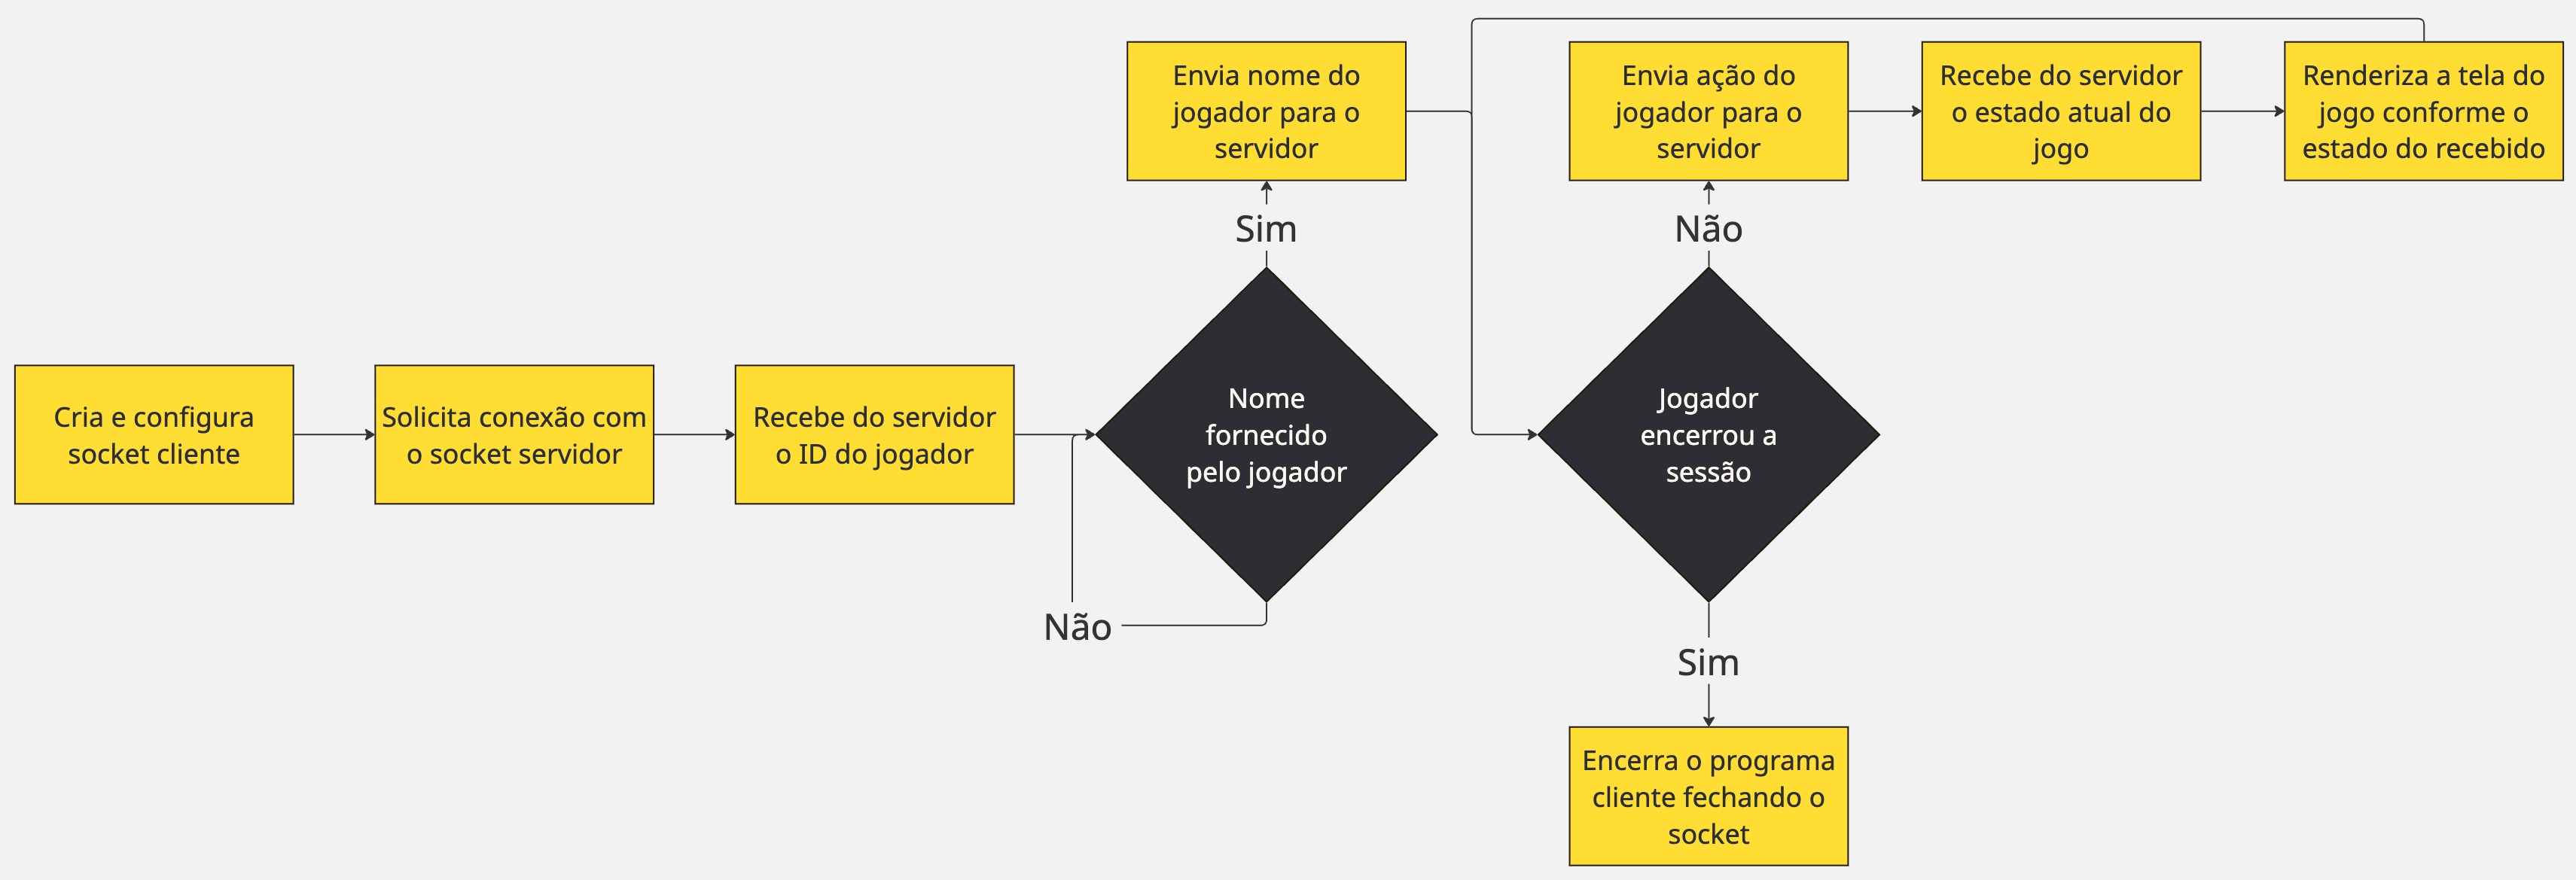 Cria e configura
socket cliente
Solicita conexão com
o socket servidor
Recebe do servidor
o ID do jogador
Nome
fornecido
pelo jogador
Não
Sim
Envia nome do
jogador para o
servidor
Jogador
encerrou a
sessão
Não
Envia ação do
jogador para o
servidor
Recebe do servidor
o estado atual do
jogo
Renderiza a tela do
jogo conforme o
estado do recebido
Sim
Encerra o programa
cliente fechando o
socket